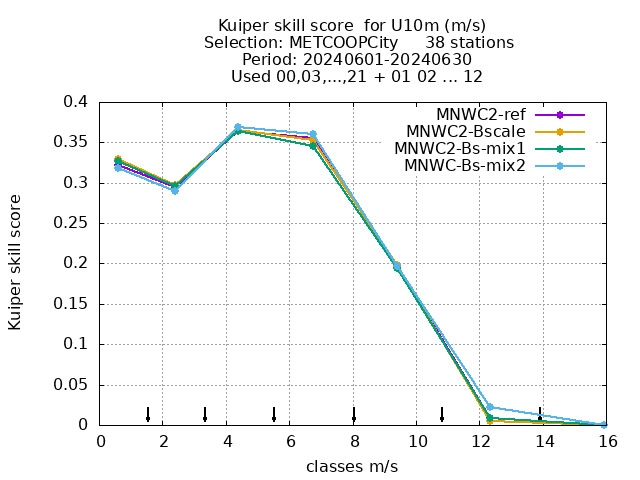 Kuiper skill score  for U10m (m/s)
Selection: METCOOPCity     38 stations
Period: 20240601-20240630
Used 00,03,...,21 + 01 02 ... 12
MNWC2-ref
MNWC2-Bscale
MNWC2-Bs-mix1
MNWC-Bs-mix2
0.4
0.35
0.3
0.25
0.2
0.15
0.1
0.05
0
Kuiper skill score
0 2 4 6 8 10 12 14 16
classes m/s